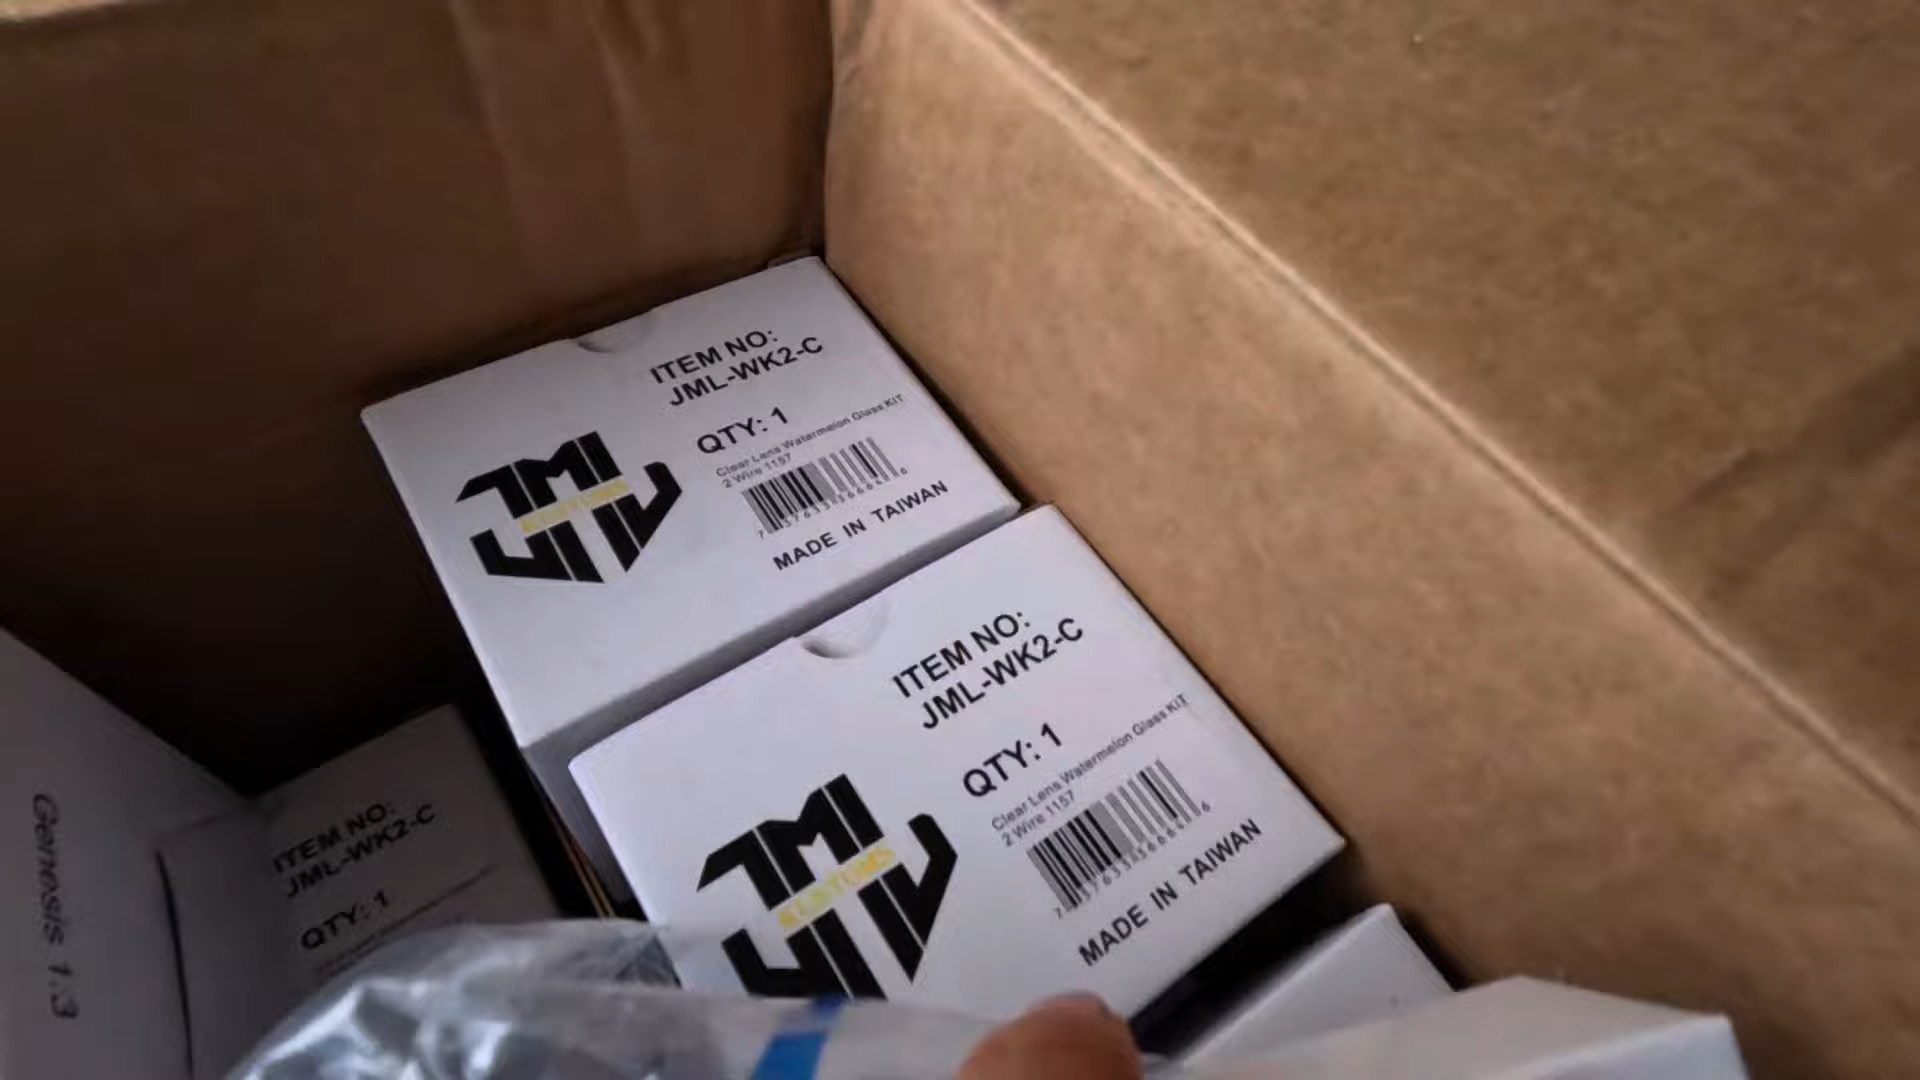 ITEM NO:
JML-WK2-C
QTY: 1
Clear Lens Watermelon Glass KIT
2 Wire 1157
MADE IN TAIWAN
KUSTOMS
ITEM NO:
JML-WK2-C
QTY: 1
Clear Lens Watermelon Glass KIT
2 Wire 1157
MADE IN TAIWAN
KUSTOMS
ITEM NO:
JML-WK2-C
QTY: 1
Genesis 1:3